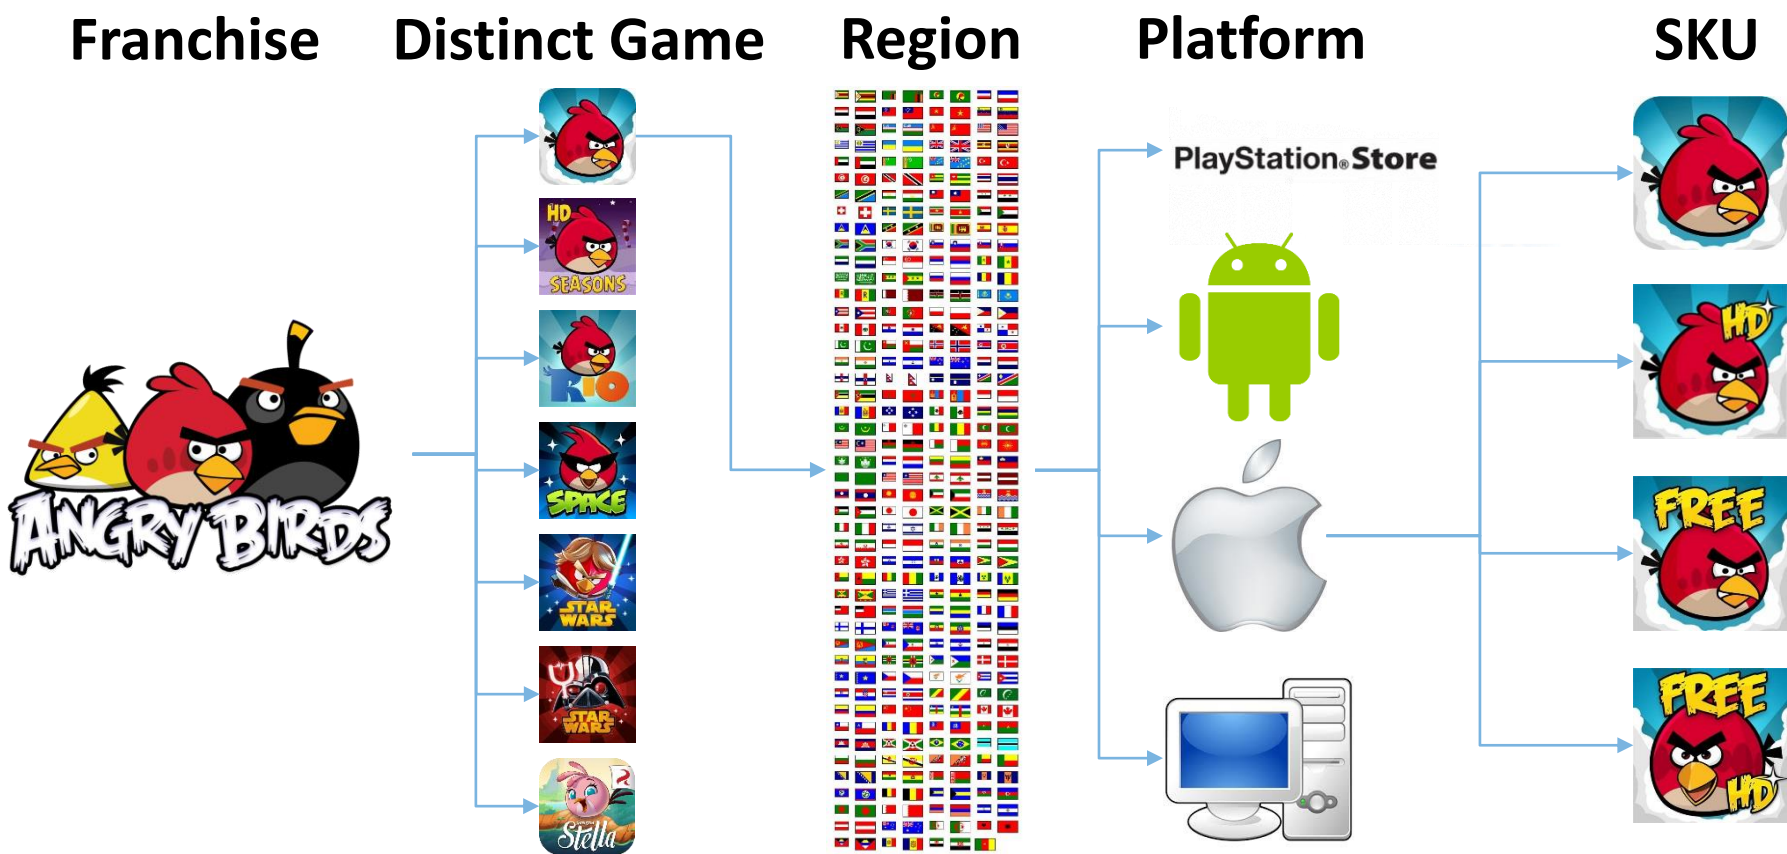 Franchise
Distinct Game
Region
Platform
SKU
ANGRY BIRDS
HD
SEASONS
RIO
SPACE
STAR
WARS
STAR
WARS
Stella
PlayStation®Store
HD
FREE
FREE
HD